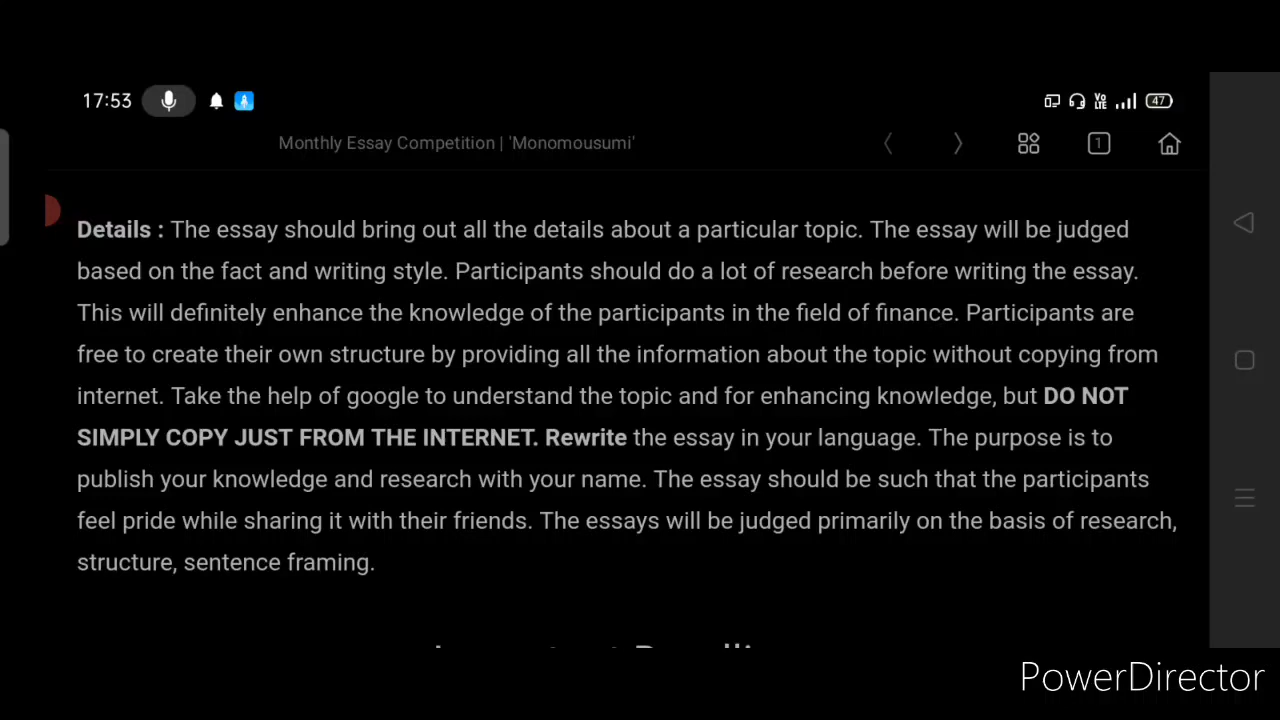 17:53
Vo LTE 47
Monthly Essay Competition | 'Monomousumi'
1
Details : The essay should bring out all the details about a particular topic. The essay will be judged
based on the fact and writing style. Participants should do a lot of research before writing the essay.
This will definitely enhance the knowledge of the participants in the field of finance. Participants are
free to create their own structure by providing all the information about the topic without copying from
internet. Take the help of google to understand the topic and for enhancing knowledge, but DO NOT
SIMPLY COPY JUST FROM THE INTERNET. Rewrite the essay in your language. The purpose is to
publish your knowledge and research with your name. The essay should be such that the participants
feel pride while sharing it with their friends. The essays will be judged primarily on the basis of research,
structure, sentence framing.
PowerDirector